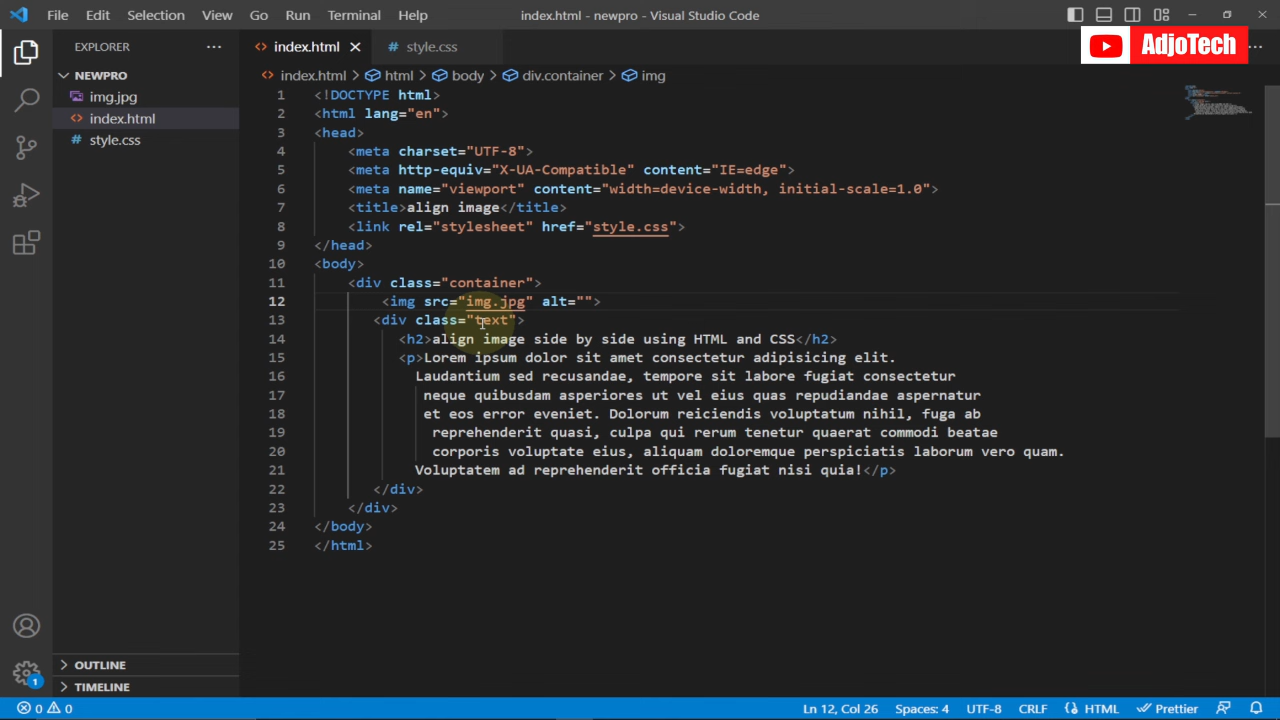 File Edit Selection View Go Run Terminal Help index.html - newpro - Visual Studio Code
AdjoTech
EXPLORER
NEWPRO
img.jpg
index.html
style.css
OUTLINE
TIMELINE
index.html style.css
index.html > html > body > div.container > img
1 <!DOCTYPE html>
2 <html lang="en">
3 <head>
4 <meta charset="UTF-8">
5 <meta http-equiv="X-UA-Compatible" content="IE=edge">
6 <meta name="viewport" content="width=device-width, initial-scale=1.0">
7 <title>align image</title>
8 <link rel="stylesheet" href="style.css">
9 </head>
10 <body>
11 <div class="container">
12 <img src="img.jpg" alt="">
13 <div class="text">
14 <h2>align image side by side using HTML and CSS</h2>
15 <p>Lorem ipsum dolor sit amet consectetur adipisicing elit.
16 Laudantium sed recusandae, tempore sit labore fugiat consectetur
17 neque quibusdam asperiores ut vel eius quas repudiandae aspernatur
18 et eos error eveniet. Dolorum reiciendis voluptatum nihil, fuga ab
19 reprehenderit quasi, culpa qui rerum tenetur quaerat commodi beatae
20 corporis voluptate eius, aliquam doloremque perspiciatis laborum vero quam.
21 Voluptatem ad reprehenderit officia fugiat nisi quia!</p>
22 </div>
23 </div>
24 </body>
25 </html>
1
0 0 Ln 12, Col 26 Spaces: 4 UTF-8 CRLF HTML Prettier